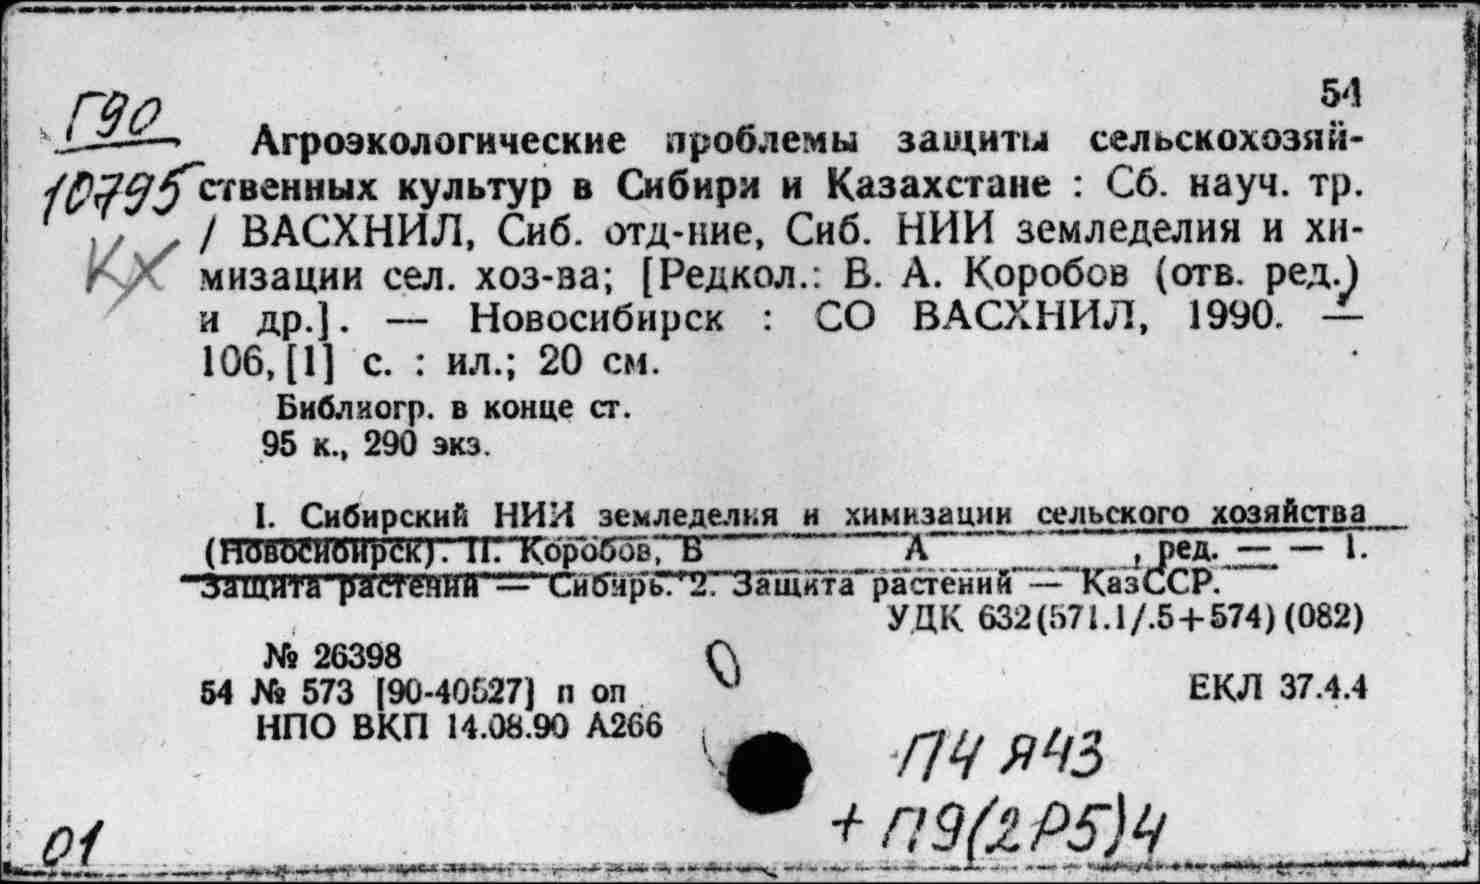 54
Г90
Агроэкологические проблемы защиты сельскохозяй-
10795
ственных культур в Сибири и Казахстане : Сб. науч. тр.
/ ВАСХНИЛ, Сиб. отд-ние, Сиб. НИИ земледелия и хи-
кх
мизации сел. хоз-ва; [Редкол.: В. А. Коробов (отв. ред.)
и др.]. — Новосибирск : СО ВАСХНИЛ, 1990. —
106, [1] с. : ил.; 20 см.
Библиогр. в конце ст.
95 к., 290 экз.
I. Сибирский НИИ земледелия и химизации сельского хозяйства
(Новосибирск). II. Коробов, В А , ред. — — 1.
Защита растений — Сибирь. 2. Защита растений — КазССР.
УДК 632(571.1/.5+574)(082)
№ 26398
54 № 573 [90-40527] п оп
ЕКЛ 37.4.4
НПО ВКП 14.08.90 А266
П4 я43
+ П9(2Р5)4
01